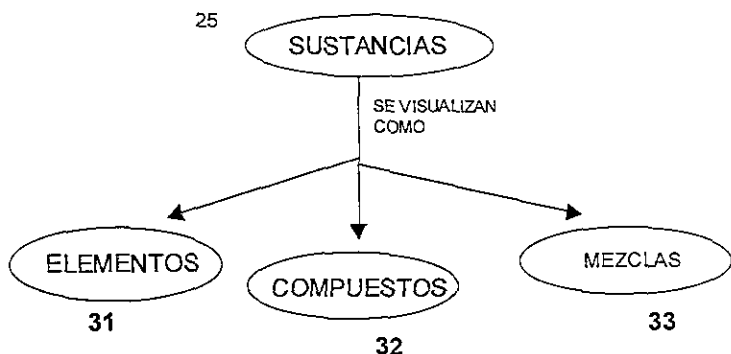 25
SUSTANCIAS
SE VISUALIZAN
COMO
ELEMENTOS
COMPUESTOS
MEZCLAS
31
32
33